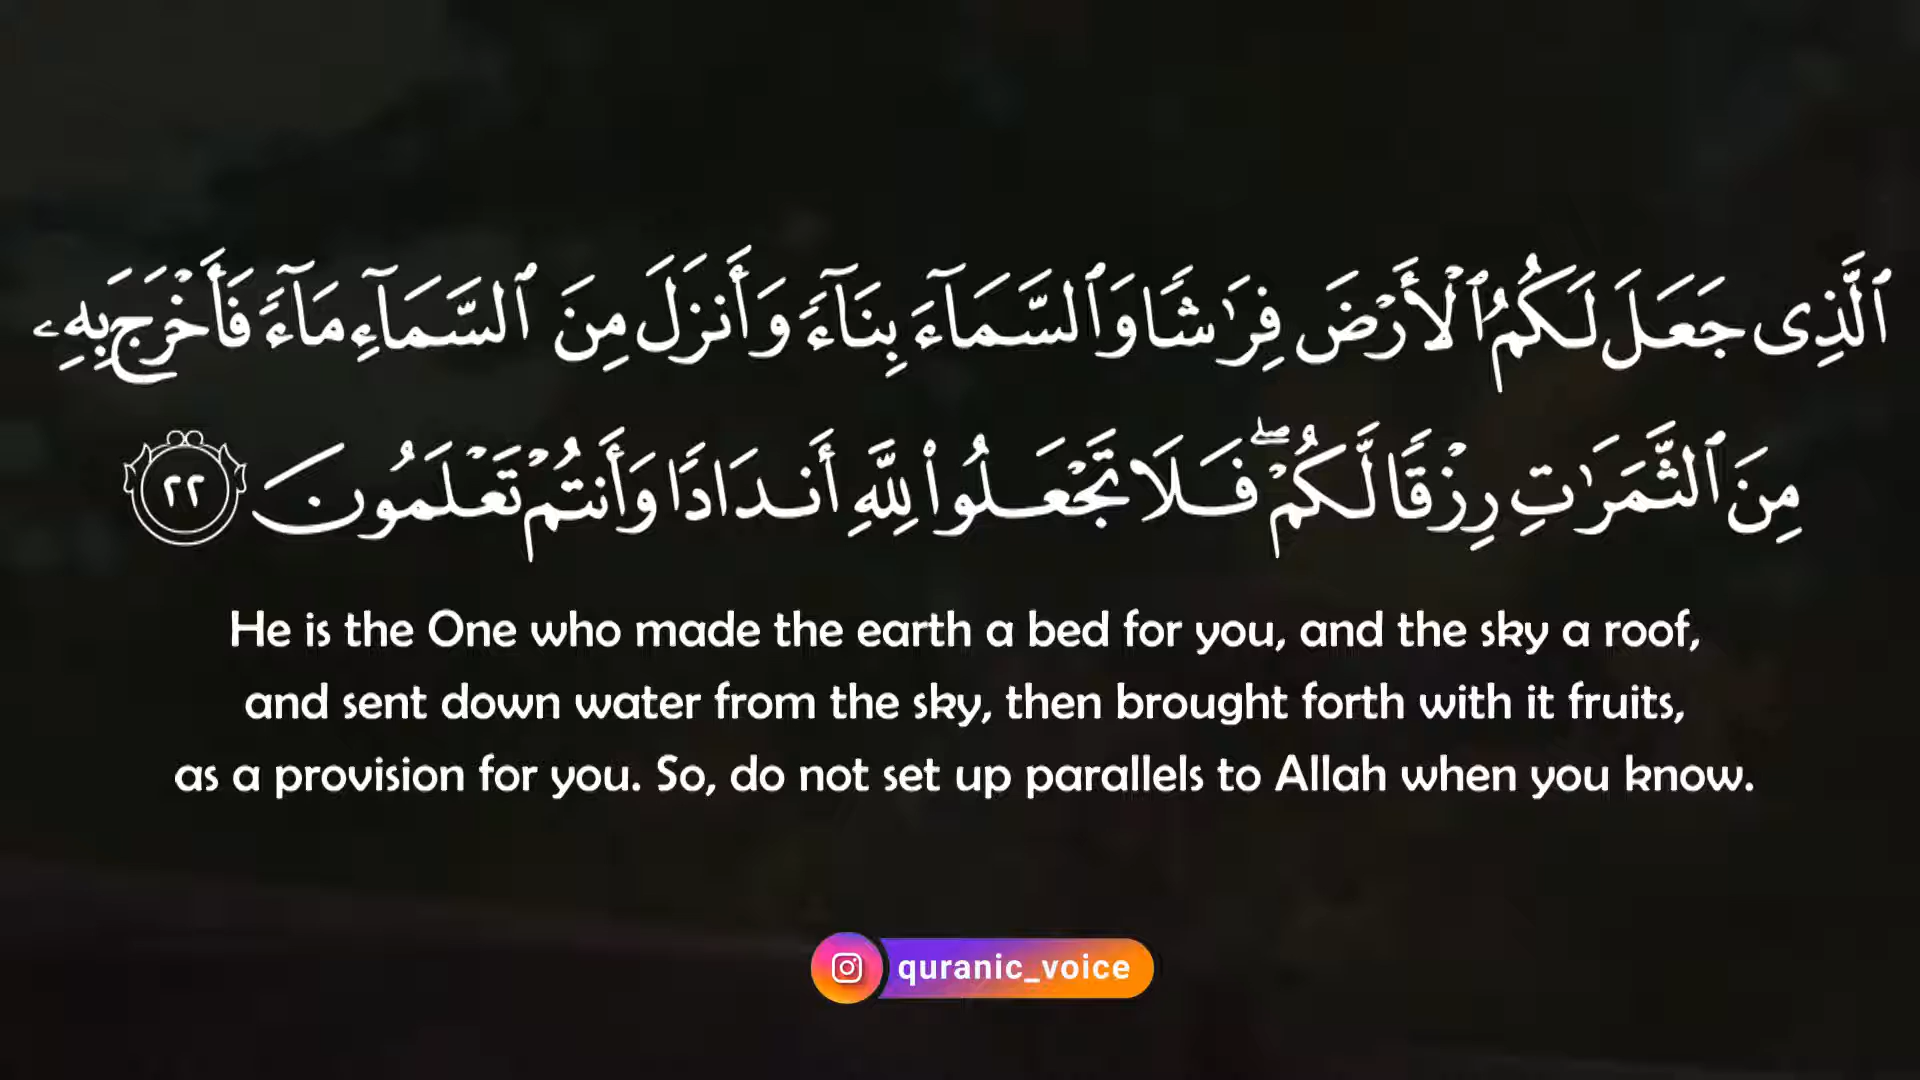 ٱلَّذِى جَعَلَ لَكُمُ ٱلْأَرْضَ فِرَٰشًا وَٱلسَّمَآءَ بِنَآءً وَأَنزَلَ مِنَ ٱلسَّمَآءِ مَآءً فَأَخْرَجَ بِهِۦ
مِنَ ٱلثَّمَرَٰتِ رِزْقًا لَّكُمْ ۖ فَلَا تَجْعَلُوا۟ لِلَّهِ أَندَادًا وَأَنتُمْ تَعْلَمُونَ ٢٢
He is the One who made the earth a bed for you, and the sky a roof,
and sent down water from the sky, then brought forth with it fruits,
as a provision for you. So, do not set up parallels to Allah when you know.
quranic_voice